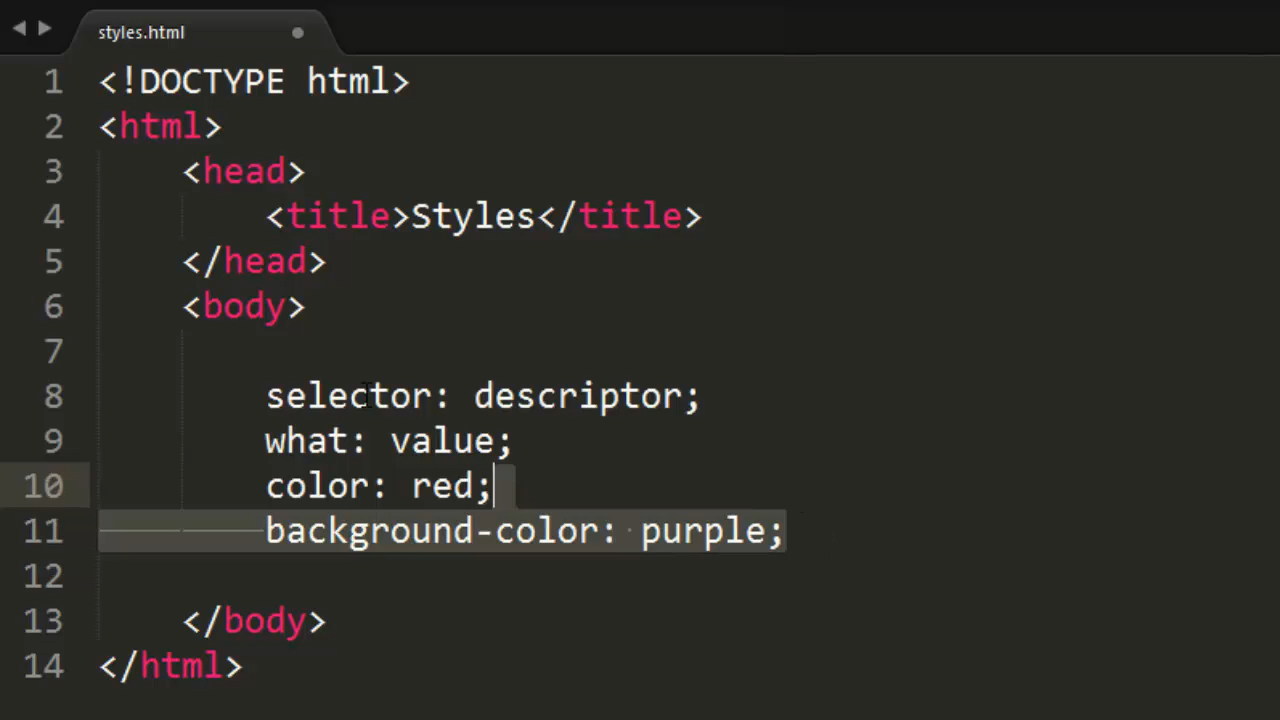 styles.html
1 <!DOCTYPE html>
2 <html>
3 <head>
4 <title>Styles</title>
5 </head>
6 <body>
7
8 selector: descriptor;
9 what: value;
10 color: red;
11 background-color: purple;
12
13 </body>
14 </html>